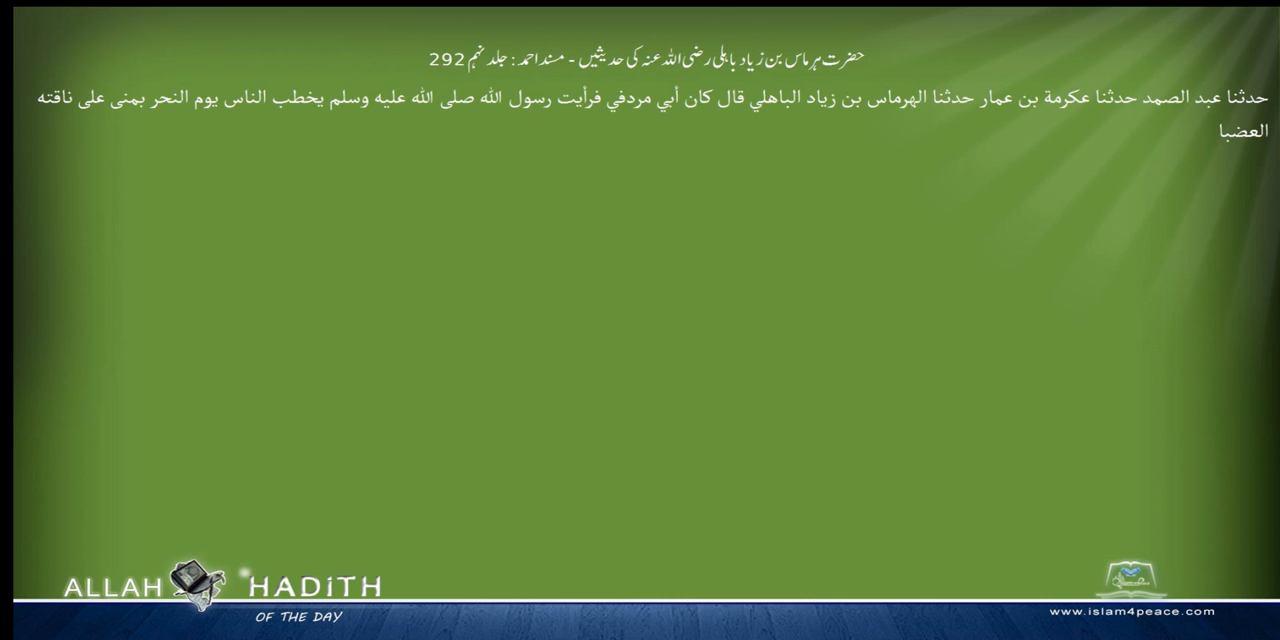 حضرت ہرماس بن زیاد باہلی رضی اللہ عنہ کی حدیثیں - مسند احمد : جلد نہم 292
حدثنا عبد الصمد حدثنا عكرمة بن عمار حدثنا الهرماس بن زياد الباهلي قال كان أبي مردفي فرأيت رسول الله صلى الله عليه وسلم يخطب الناس يوم النحر بمنى على ناقته
العضبا
ALLAH HADITH
OF THE DAY
www.islam4peace.com